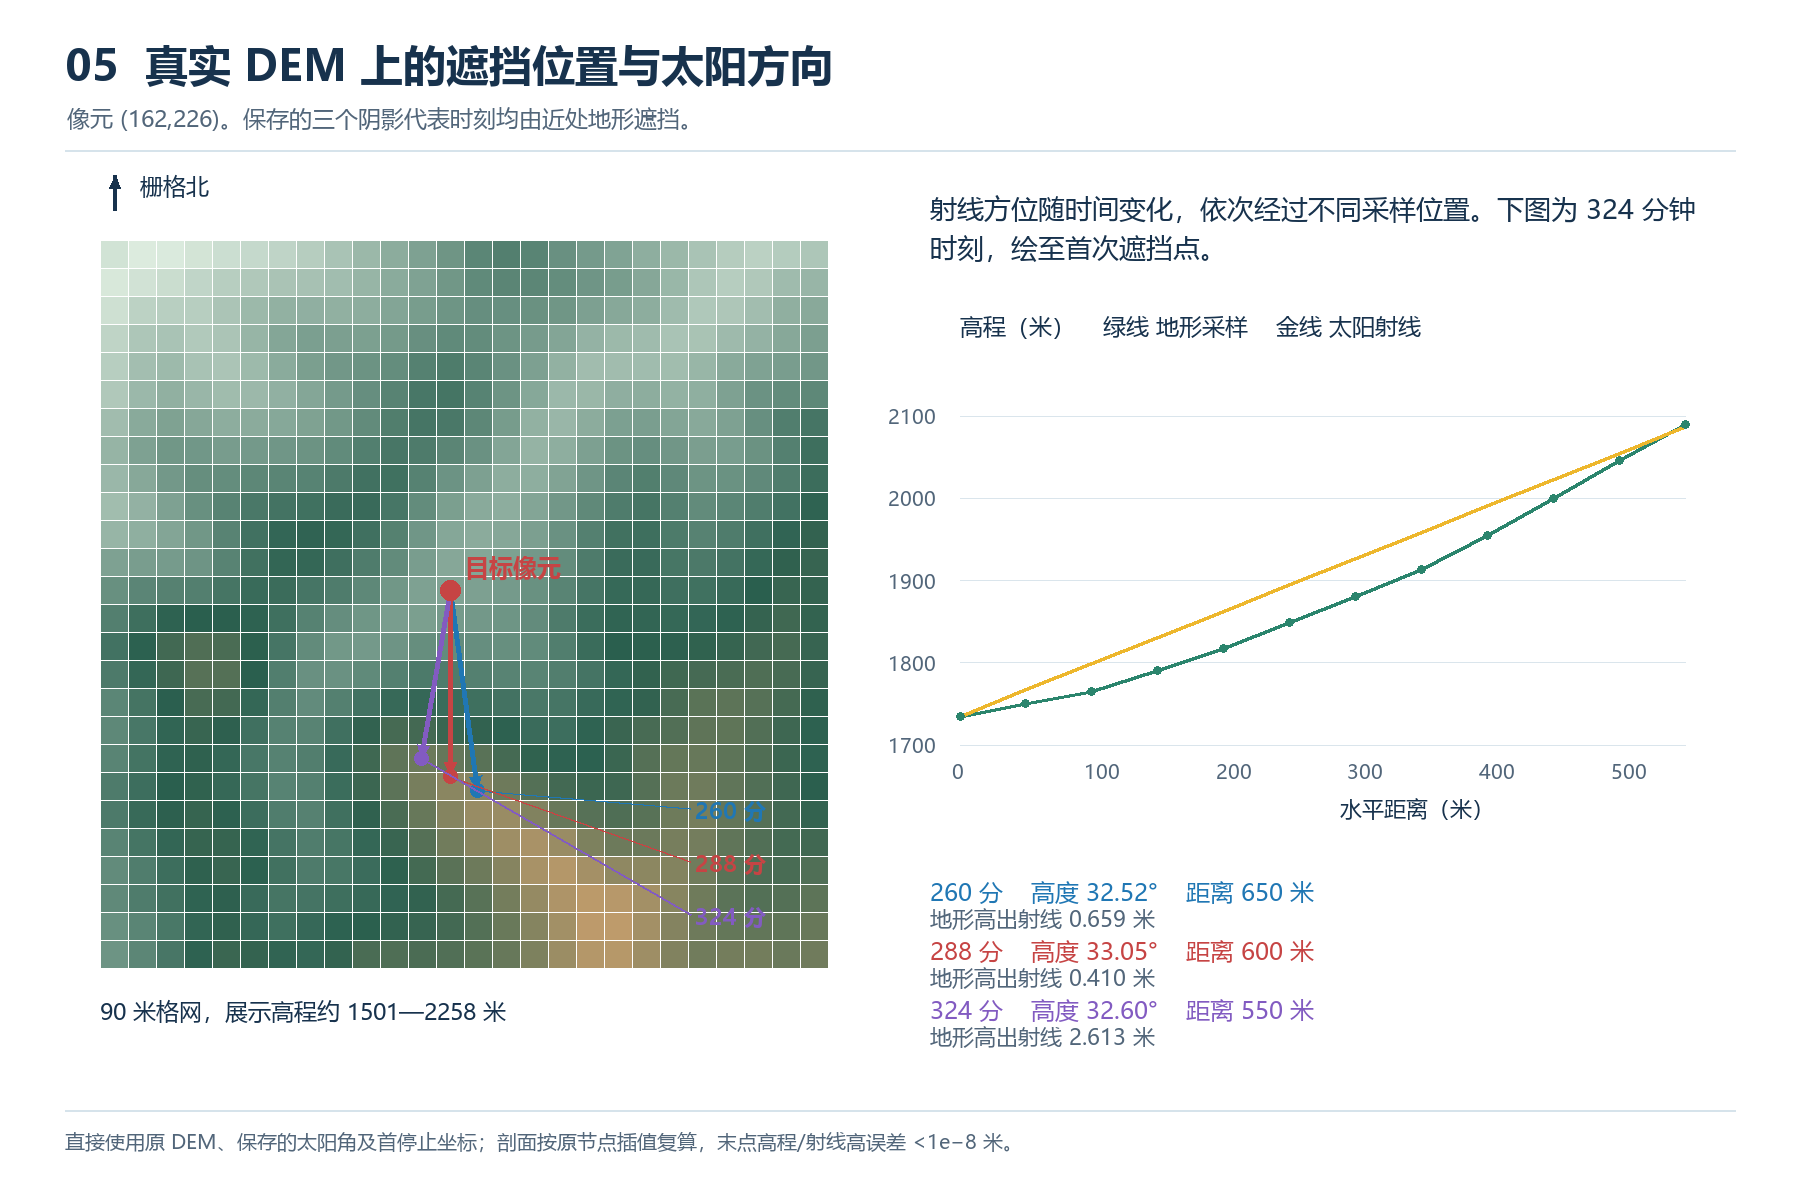 05 真实 DEM 上的遮挡位置与太阳方向
像元 (162,226)。保存的三个阴影代表时刻均由近处地形遮挡。
栅格北
目标像元
260 分
288 分
324 分
90 米格网，展示高程约 1501—2258 米
射线方位随时间变化，依次经过不同采样位置。下图为 324 分钟
时刻，绘至首次遮挡点。
高程（米） 绿线 地形采样 金线 太阳射线
2100
2000
1900
1800
1700
0 100 200 300 400 500
水平距离（米）
260 分 高度 32.52° 距离 650 米
地形高出射线 0.659 米
288 分 高度 33.05° 距离 600 米
地形高出射线 0.410 米
324 分 高度 32.60° 距离 550 米
地形高出射线 2.613 米
直接使用原 DEM、保存的太阳角及首停止坐标；剖面按原节点插值复算，末点高程/射线高误差 <1e−8 米。